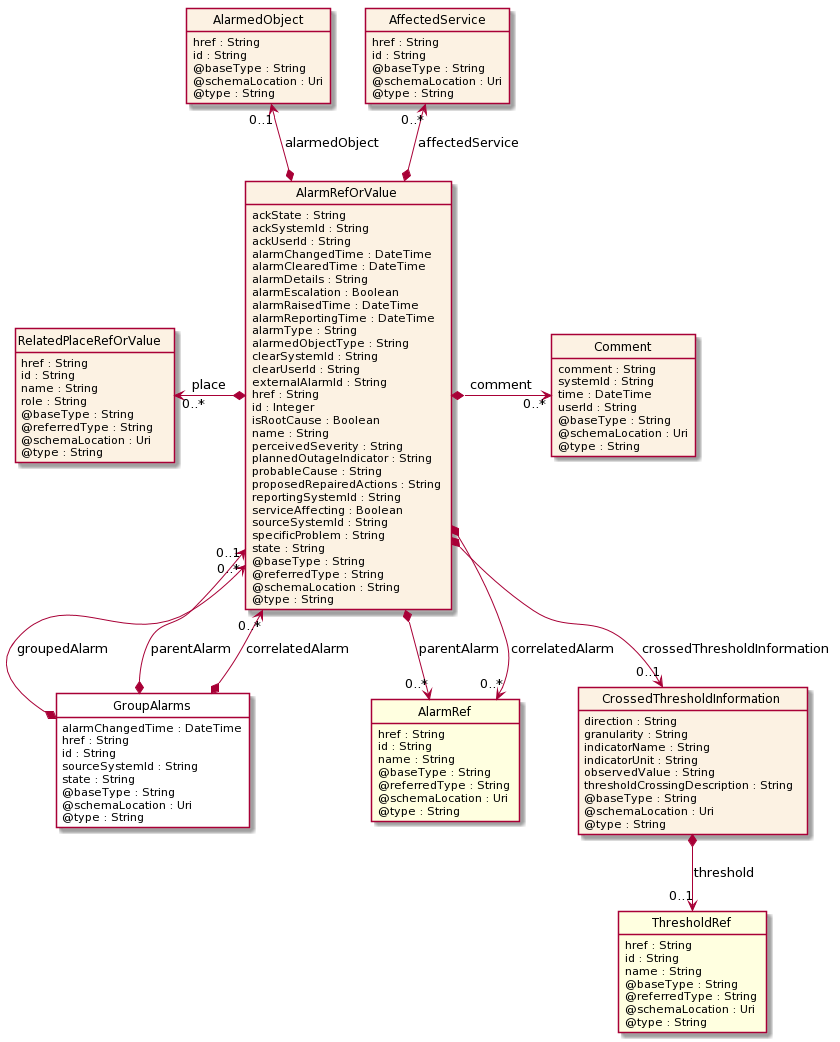 AlarmedObject
href : String
id : String
@baseType : String
@schemaLocation : Uri
@type : String
AffectedService
href : String
id : String
@baseType : String
@schemaLocation : Uri
@type : String
0..1
alarmedObject
0..*
affectedService
AlarmRefOrValue
ackState : String
ackSystemId : String
ackUserId : String
alarmChangedTime : DateTime
alarmClearedTime : DateTime
alarmDetails : String
alarmEscalation : Boolean
alarmRaisedTime : DateTime
alarmReportingTime : DateTime
alarmType : String
alarmedObjectType : String
clearSystemId : String
clearUserId : String
externalAlarmId : String
href : String
id : Integer
isRootCause : Boolean
name : String
perceivedSeverity : String
plannedOutageIndicator : String
probableCause : String
proposedRepairedActions : String
reportingSystemId : String
serviceAffecting : Boolean
sourceSystemId : String
specificProblem : String
state : String
@baseType : String
@referredType : String
@schemaLocation : String
@type : String
RelatedPlaceRefOrValue
href : String
id : String
name : String
role : String
@baseType : String
@referredType : String
@schemaLocation : Uri
@type : String
place
0..*
comment
0..*
Comment
comment : String
systemId : String
time : DateTime
userId : String
@baseType : String
@schemaLocation : Uri
@type : String
0..1
0..*
0..*
groupedAlarm
parentAlarm
correlatedAlarm
parentAlarm
correlatedAlarm
crossedThresholdInformation
0..*
0..*
0..1
GroupAlarms
alarmChangedTime : DateTime
href : String
id : String
sourceSystemId : String
state : String
@baseType : String
@schemaLocation : Uri
@type : String
AlarmRef
href : String
id : String
name : String
@baseType : String
@referredType : String
@schemaLocation : Uri
@type : String
CrossedThresholdInformation
direction : String
granularity : String
indicatorName : String
indicatorUnit : String
observedValue : String
thresholdCrossingDescription : String
@baseType : String
@schemaLocation : Uri
@type : String
threshold
0..1
ThresholdRef
href : String
id : String
name : String
@baseType : String
@referredType : String
@schemaLocation : Uri
@type : String